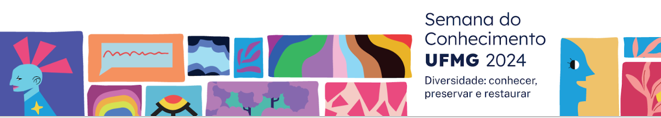 Semana do
Conhecimento
UFMG 2024
Diversidade: conhecer,
preservar e restaurar